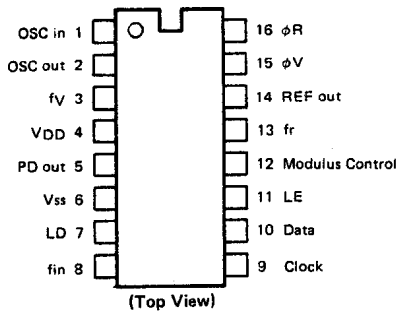 OSC in 1
OSC out 2
fV 3
VDD 4
PD out 5
Vss 6
LD 7
fin 8
16 φR
15 φV
14 REF out
13 fr
12 Modulus Control
11 LE
10 Data
9 Clock
(Top View)